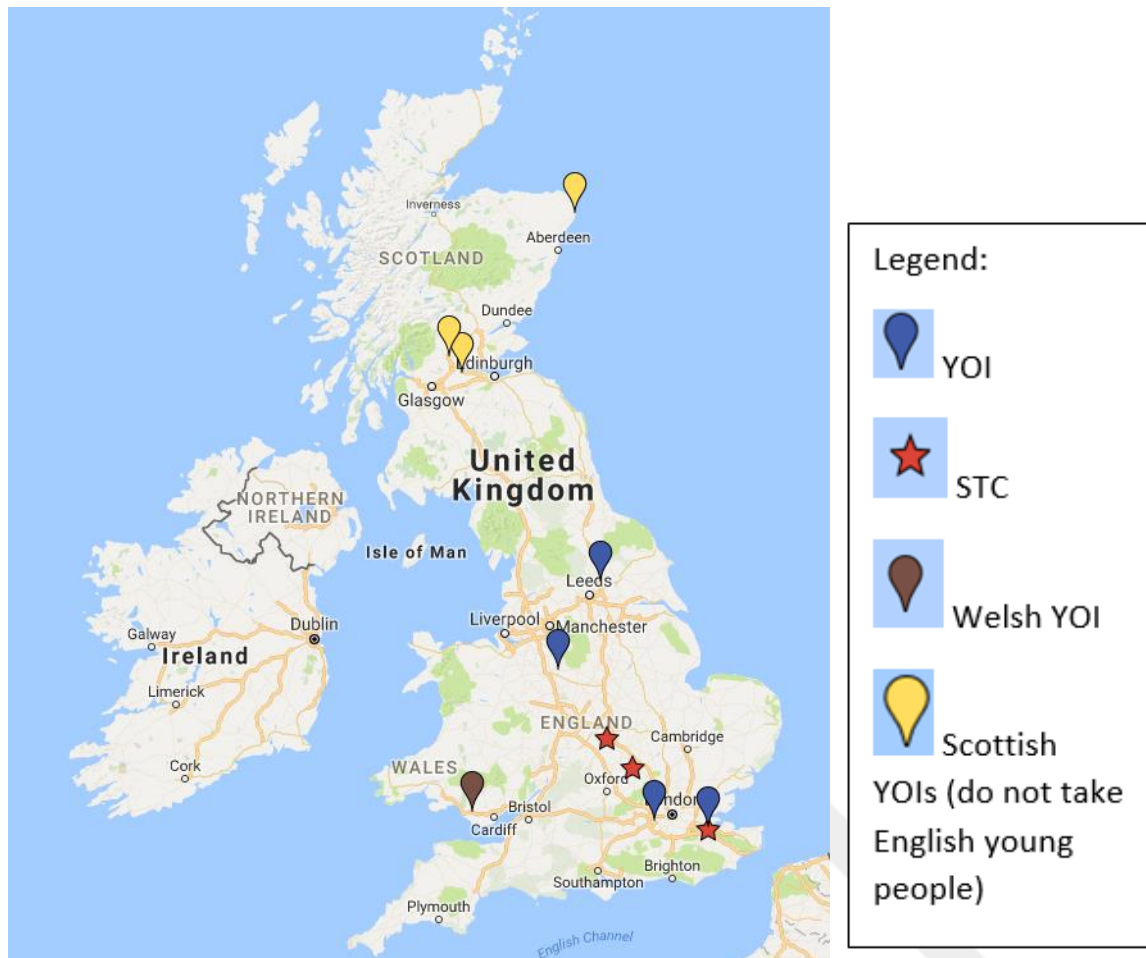 Inverness
Aberdeen
SCOTLAND
Dundee
Edinburgh
Glasgow
United
Kingdom
NORTHERN
IRELAND
Isle of Man
Leeds
Liverpool
Manchester
Dublin
Galway
Ireland
Limerick
ENGLAND
Cambridge
Cork
WALES
Oxford
London
Bristol
Cardiff
Brighton
Southampton
Plymouth
English Channel
Legend:
YOI
STC
Welsh YOI
Scottish
YOIs (do not take
English young
people)